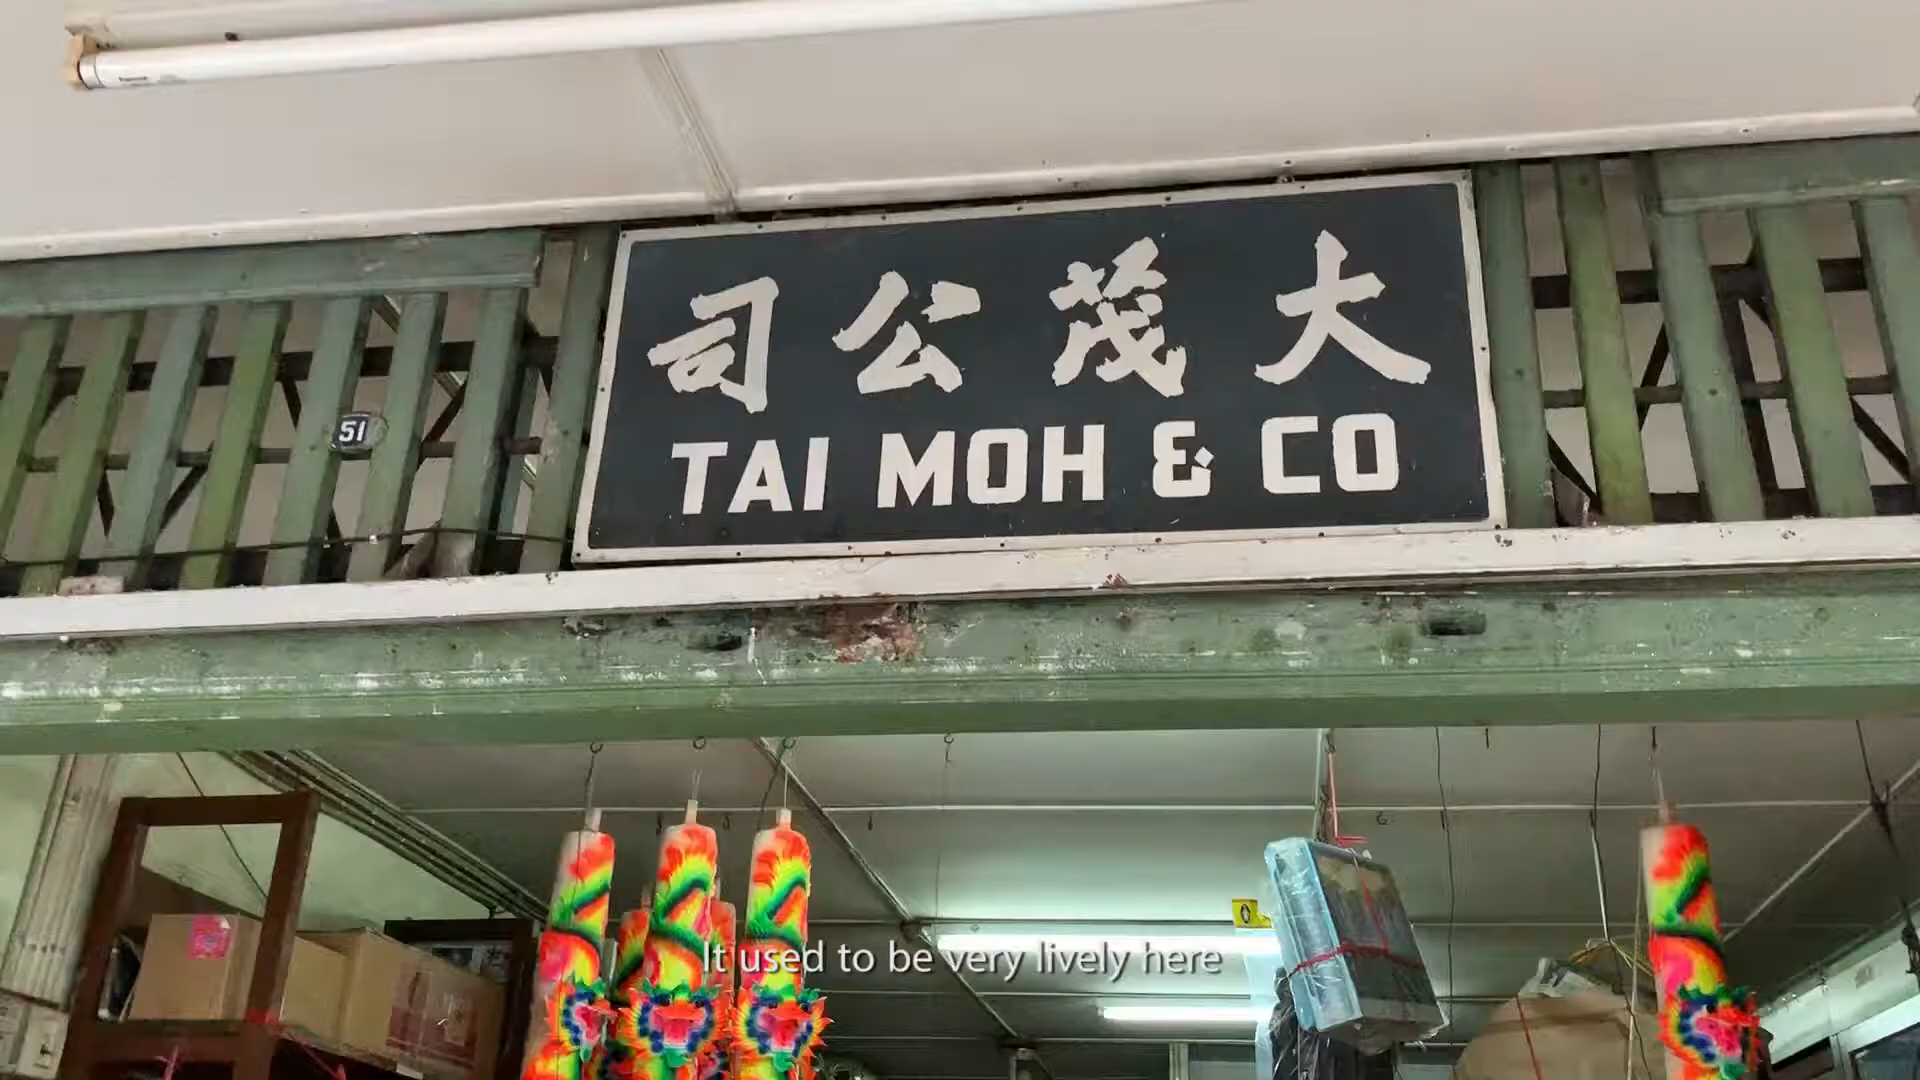 大茂公司
TAI MOH & CO
51
It used to be very lively here